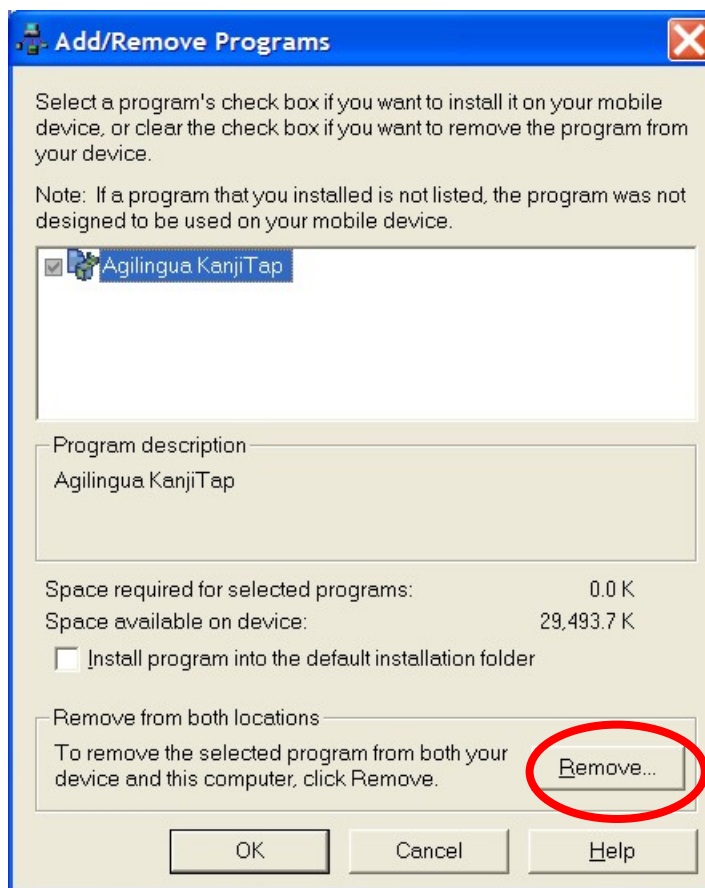 Add/Remove Programs
Select a program's check box if you want to install it on your mobile
device, or clear the check box if you want to remove the program from
your device.
Note: If a program that you installed is not listed, the program was not
designed to be used on your mobile device.
Agilingua KanjiTap
Program description
Agilingua KanjiTap
Space required for selected programs: 0.0 K
Space available on device: 29,493.7 K
Install program into the default installation folder
Remove from both locations
To remove the selected program from both your
device and this computer, click Remove.
Remove...
OK Cancel Help